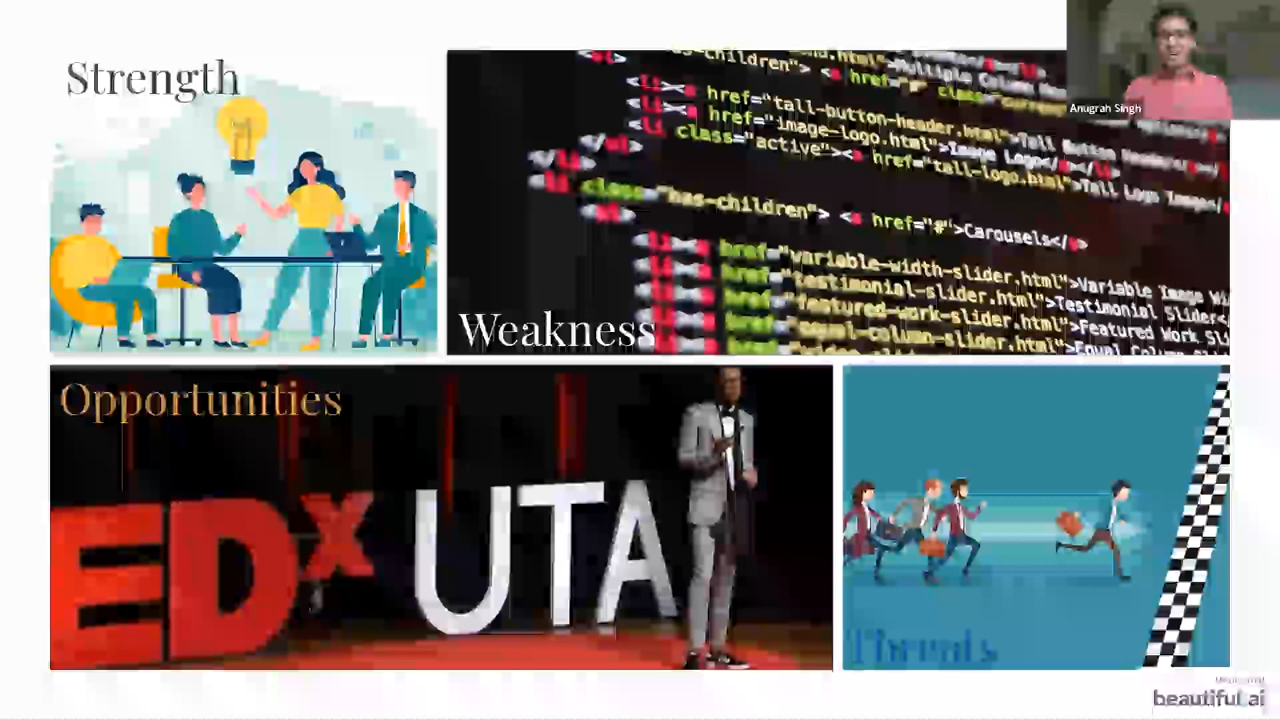 Strength
Anugrah Singh
href="tall-button-header.html">Tall Button
href="image-logo.html">Image Logo</
class="active"><a href="tall-logo.html">Tall Logo Image</
class="has-children"> <a href="#">Carousels</a>
href="variable-width-slider.html">Variable Image Wi
href="testimonial-slider.html">Testimonial Slider<
href="featured-work-slider.html">Featured Work Sli
href="equal-column-slider.html">Equal Column
Weakness
Opportunities
EDx UTA
Threats
beautiful.ai